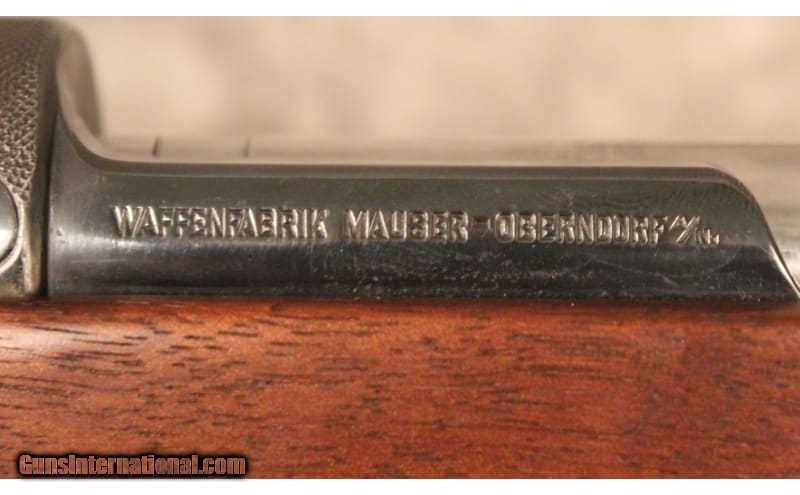 WAFFENFABRIK MAUSER-OBERNDORF A/N.
GunsInternational.com